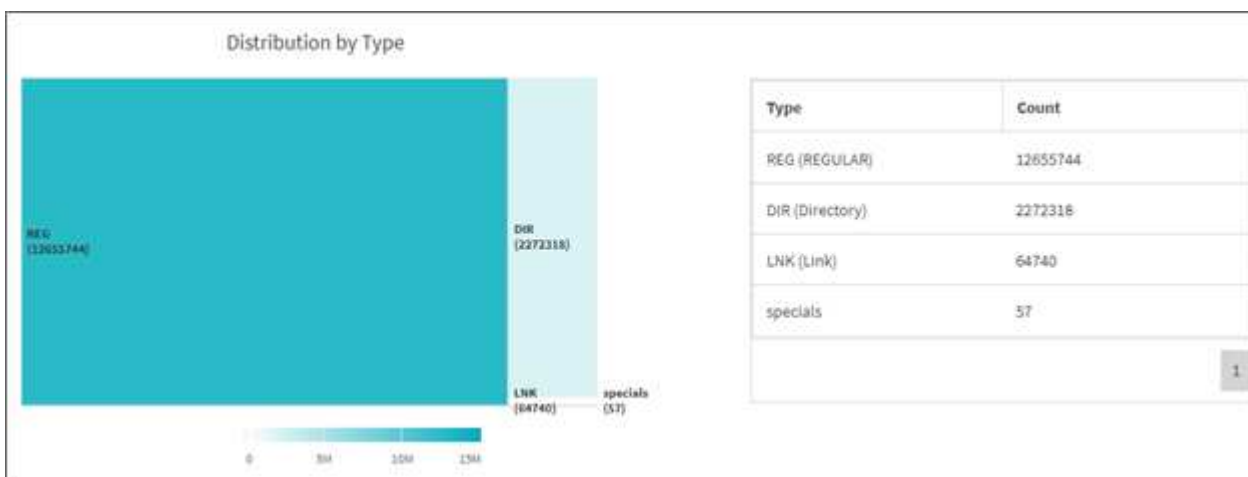 Distribution by Type
REG
(12655744)
DIR
(2272318)
LNK
(64740)
specials
(57)
0 5M 10M 15M
Type Count
REG (REGULAR) 12655744
DIR (Directory) 2272318
LNK (Link) 64740
specials 57
1